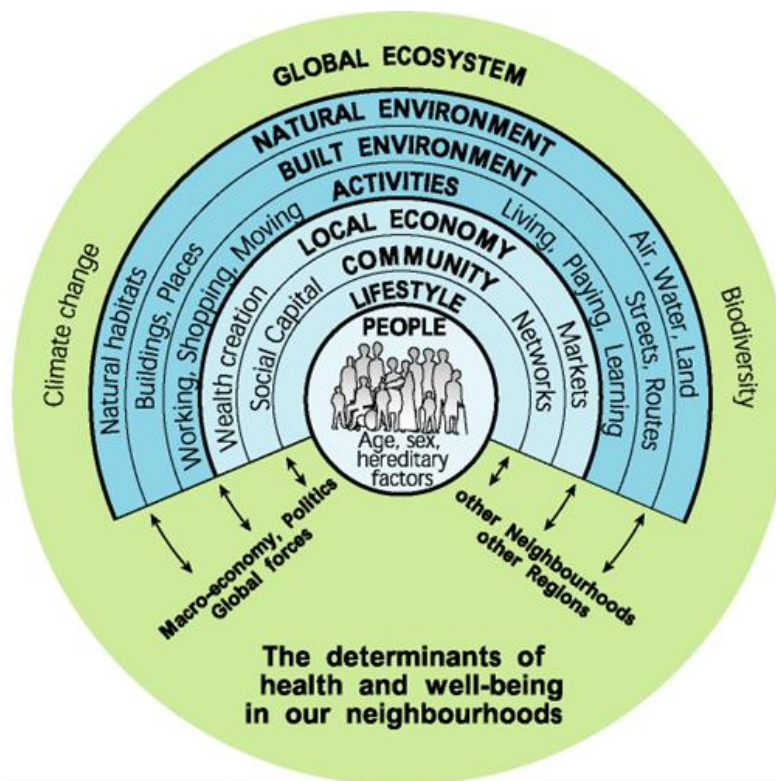 GLOBAL ECOSYSTEM
NATURAL ENVIRONMENT
BUILT ENVIRONMENT
ACTIVITIES
LOCAL ECONOMY
COMMUNITY
LIFESTYLE
PEOPLE
Age, sex,
hereditary
factors
Climate change
Natural habitats
Buildings, Places
Working, Shopping, Moving
Wealth creation
Social Capital
Networks
Markets
Living, Playing, Learning
Streets, Routes
Air, Water, Land
Biodiversity
Macro-economy, Politics
Global forces
other Neighbourhoods
other Regions
The determinants of
health and well-being
in our neighbourhoods